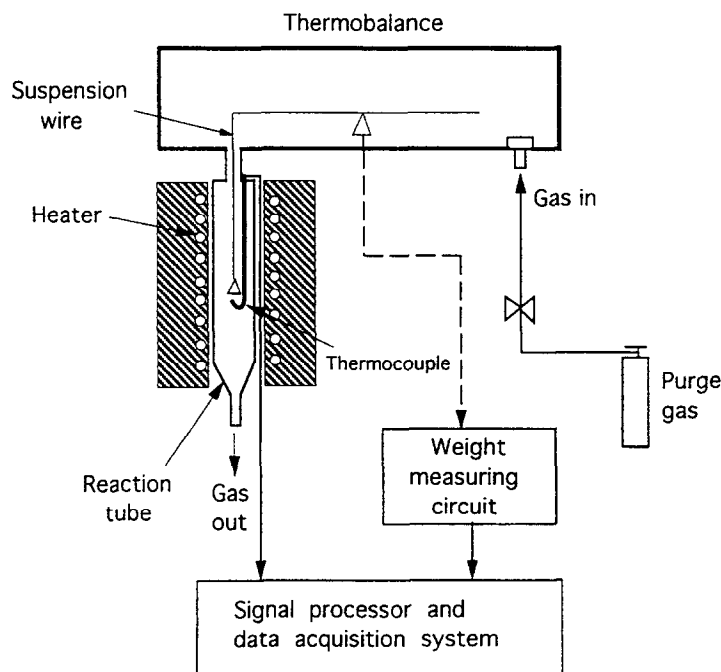 Thermobalance
Suspension
wire
Gas in
Heater
Thermocouple
Purge
gas
Weight
measuring
circuit
Reaction
tube
Gas
out
Signal processor and
data acquisition system